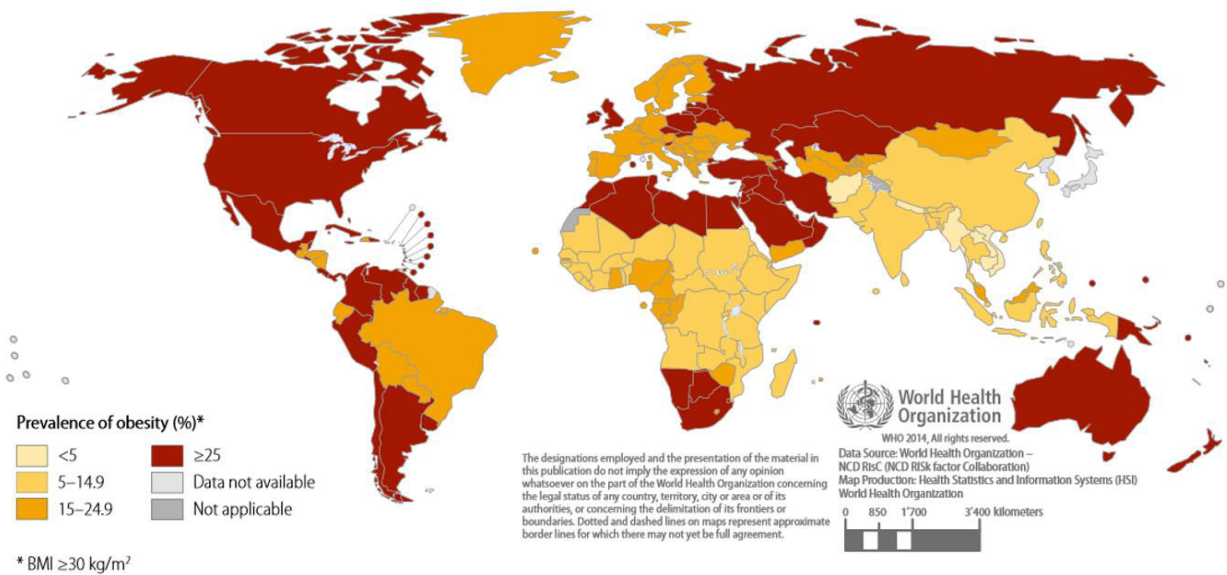 Prevalence of obesity (%)*
<5
5–14.9
15–24.9
≥25
Data not available
Not applicable
* BMI ≥30 kg/m²
The designations employed and the presentation of the material in
this publication do not imply the expression of any opinion
whatsoever on the part of the World Health Organization concerning
the legal status of any country, territory, city or area or of its
authorities, or concerning the delimitation of its frontiers or
boundaries. Dotted and dashed lines on maps represent approximate
border lines for which there may not yet be full agreement.
World Health
Organization
WHO 2014, All rights reserved.
Data Source: World Health Organization –
NCD RisC (NCD RISk factor Collaboration)
Map Production: Health Statistics and Information Systems (HSI)
World Health Organization
0 850 1'700 3'400 kilometers